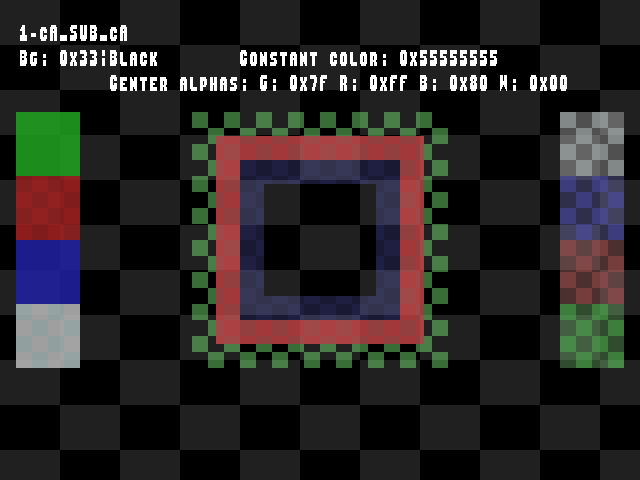 1-cA_SUB_cA
Bg: 0x33¦Black Constant color: 0x55555555
Center alphas: G: 0x7f R: 0xff B: 0x80 W: 0x00